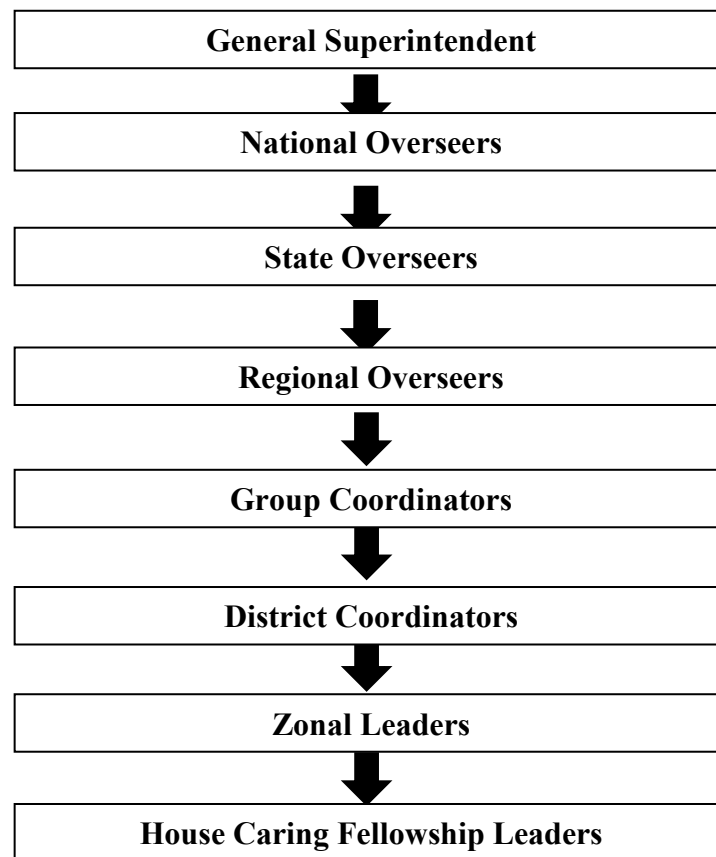 General Superintendent
National Overseers
State Overseers
Regional Overseers
Group Coordinators
District Coordinators
Zonal Leaders
House Caring Fellowship Leaders